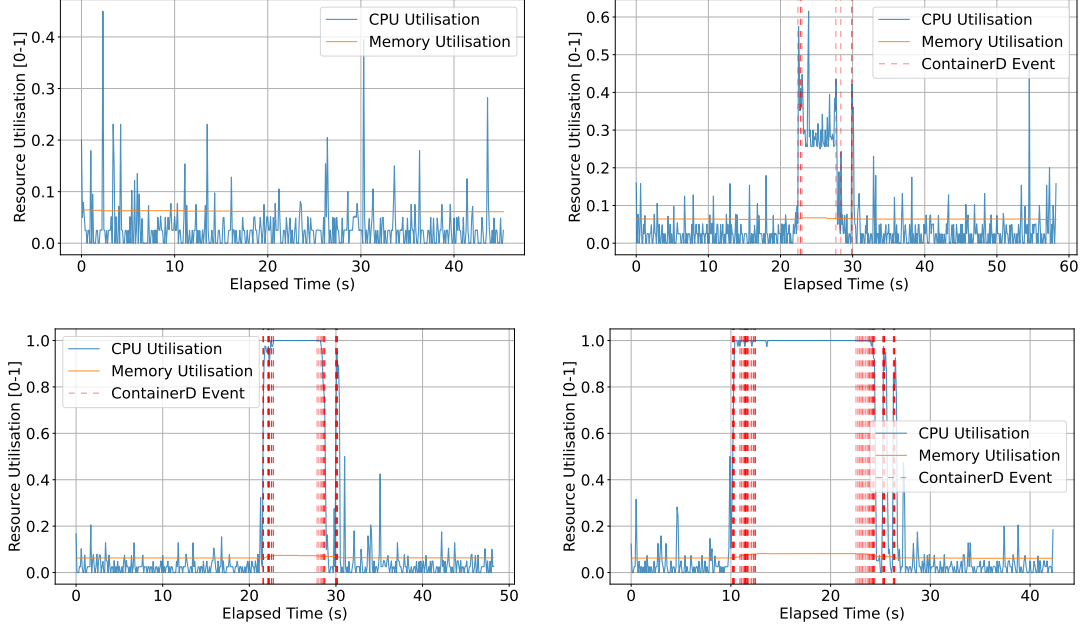 CPU Utilisation
Memory Utilisation
Resource Utilisation [0-1]
0.4
0.3
0.2
0.1
0.0
0 10 20 30 40
Elapsed Time (s)
CPU Utilisation
Memory Utilisation
ContainerD Event
Resource Utilisation [0-1]
0.6
0.5
0.4
0.3
0.2
0.1
0.0
0 10 20 30 40 50 60
Elapsed Time (s)
CPU Utilisation
Memory Utilisation
ContainerD Event
Resource Utilisation [0-1]
1.0
0.8
0.6
0.4
0.2
0.0
0 10 20 30 40 50
Elapsed Time (s)
CPU Utilisation
Memory Utilisation
ContainerD Event
Resource Utilisation [0-1]
1.0
0.8
0.6
0.4
0.2
0.0
0 10 20 30 40
Elapsed Time (s)